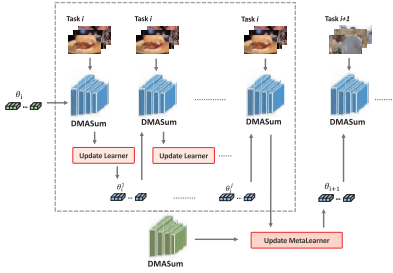 Task i Task i Task i Task i+1
θi
DMASum DMASum DMASum DMASum
Update Learner Update Learner
θi1 θij θi+1
Update MetaLearner
DMASum